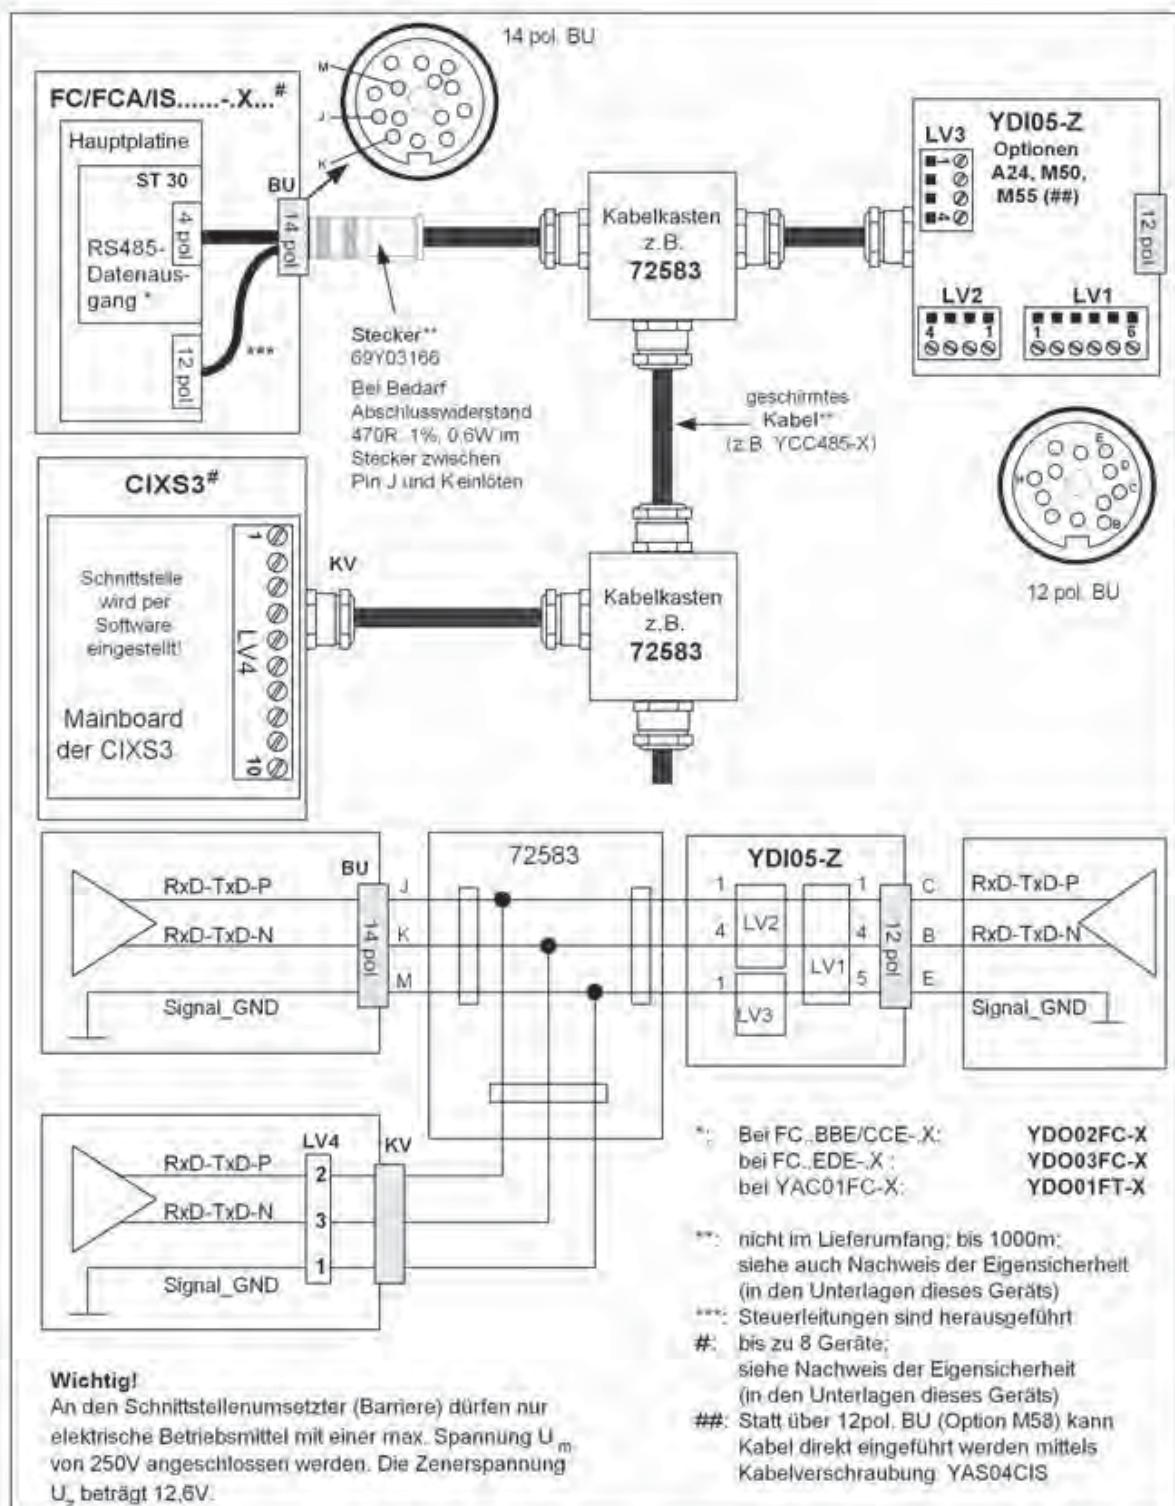 14 pol. BU
M
J
K
FC/FCA/IS......-.X...#
Hauptplatine
ST 30
4 pol
RS485-
Datenaus-
gang *
12 pol
***
BU
14 pol
Stecker**
69Y03166
Bei Bedarf
Abschlusswiderstand
470R, 1%, 0,6W im
Stecker zwischen
Pin J und K einlöten
Kabelkasten
z.B.
72583
YDI05-Z
Optionen
A24, M50,
M55 (##)
LV3
1
4
12 pol
LV2
4 1
LV1
1 6
geschirmtes
Kabel**
(z.B. YCC485-X)
E
D
C
B
H
12 pol. BU
CIXS3#
Schnittstelle
wird per
Software
eingestellt!
Mainboard
der CIXS3
1
LV4
10
KV
Kabelkasten
z.B.
72583
RxD-TxD-P
RxD-TxD-N
Signal_GND
BU
14 pol
J
K
M
72583
YDI05-Z
1
4
1
LV2
LV3
LV1
1
4
5
12 pol
C
B
E
RxD-TxD-P
RxD-TxD-N
Signal_GND
RxD-TxD-P
RxD-TxD-N
Signal_GND
LV4
2
3
1
KV
*: Bei FC..BBE/CCE-.X: YDO02FC-X
bei FC..EDE-.X : YDO03FC-X
bei YAC01FC-X: YDO01FT-X
**: nicht im Lieferumfang; bis 1000m;
siehe auch Nachweis der Eigensicherheit
(in den Unterlagen dieses Geräts)
***: Steuerleitungen sind herausgeführt
#: bis zu 8 Geräte;
siehe Nachweis der Eigensicherheit
(in den Unterlagen dieses Geräts)
##: Statt über 12pol. BU (Option M58) kann
Kabel direkt eingeführt werden mittels
Kabelverschraubung YAS04CIS
Wichtig!
An den Schnittstellenumsetzter (Barriere) dürfen nur
elektrische Betriebsmittel mit einer max. Spannung U m
von 250V angeschlossen werden. Die Zenerspannung
U z beträgt 12,6V.